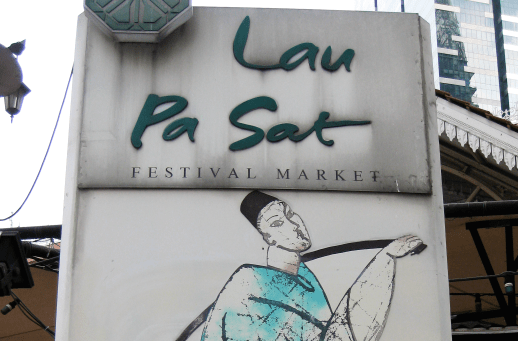 Lau
Pa Sat
FESTIVAL MARKET